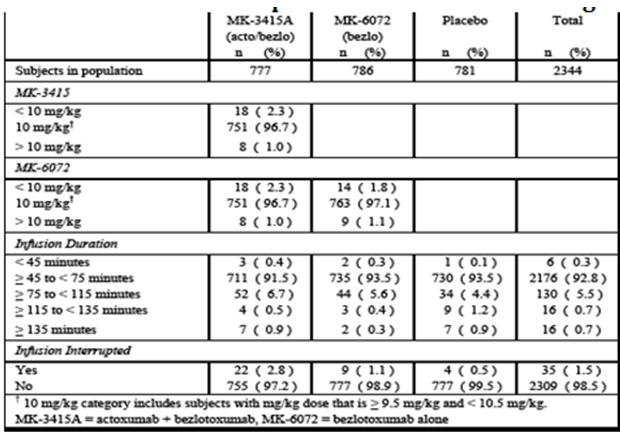 MK-3415A MK-6072 Placebo Total
(acto/bezlo) (bezlo)
n (%) n (%) n (%) n (%)
Subjects in population 777 786 781 2344
MK-3415
< 10 mg/kg 18 ( 2.3 )
10 mg/kg† 751 ( 96.7 )
> 10 mg/kg 8 ( 1.0 )
MK-6072
< 10 mg/kg 18 ( 2.3 ) 14 ( 1.8 )
10 mg/kg† 751 ( 96.7 ) 763 ( 97.1 )
> 10 mg/kg 8 ( 1.0 ) 9 ( 1.1 )
Infusion Duration
< 45 minutes 3 ( 0.4 ) 2 ( 0.3 ) 1 ( 0.1 ) 6 ( 0.3 )
≥ 45 to < 75 minutes 711 ( 91.5 ) 735 ( 93.5 ) 730 ( 93.5 ) 2176 ( 92.8 )
≥ 75 to < 115 minutes 52 ( 6.7 ) 44 ( 5.6 ) 34 ( 4.4 ) 130 ( 5.5 )
≥ 115 to < 135 minutes 4 ( 0.5 ) 3 ( 0.4 ) 9 ( 1.2 ) 16 ( 0.7 )
≥ 135 minutes 7 ( 0.9 ) 2 ( 0.3 ) 7 ( 0.9 ) 16 ( 0.7 )
Infusion Interrupted
Yes 22 ( 2.8 ) 9 ( 1.1 ) 4 ( 0.5 ) 35 ( 1.5 )
No 755 ( 97.2 ) 777 ( 98.9 ) 777 ( 99.5 ) 2309 ( 98.5 )
† 10 mg/kg category includes subjects with mg/kg dose that is ≥ 9.5 mg/kg and < 10.5 mg/kg.
MK-3415A = actoxumab + bezlotoxumab, MK-6072 = bezlotoxumab alone